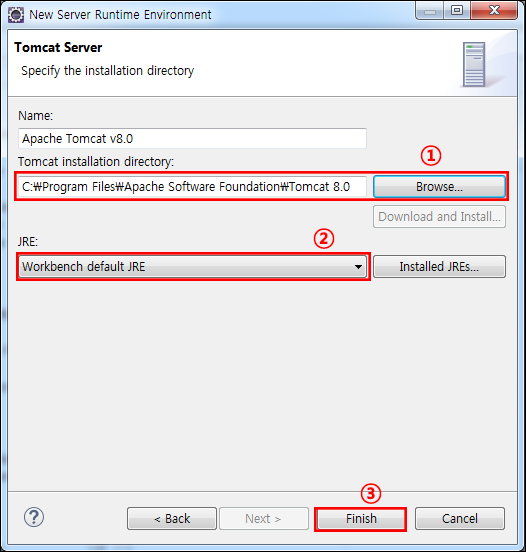 New Server Runtime Environment
Tomcat Server
Specify the installation directory
Name:
Apache Tomcat v8.0
Tomcat installation directory:
①
C:₩Program Files₩Apache Software Foundation₩Tomcat 8.0 Browse...
Download and Install...
JRE:
②
Workbench default JRE Installed JREs...
③
? < Back Next > Finish Cancel